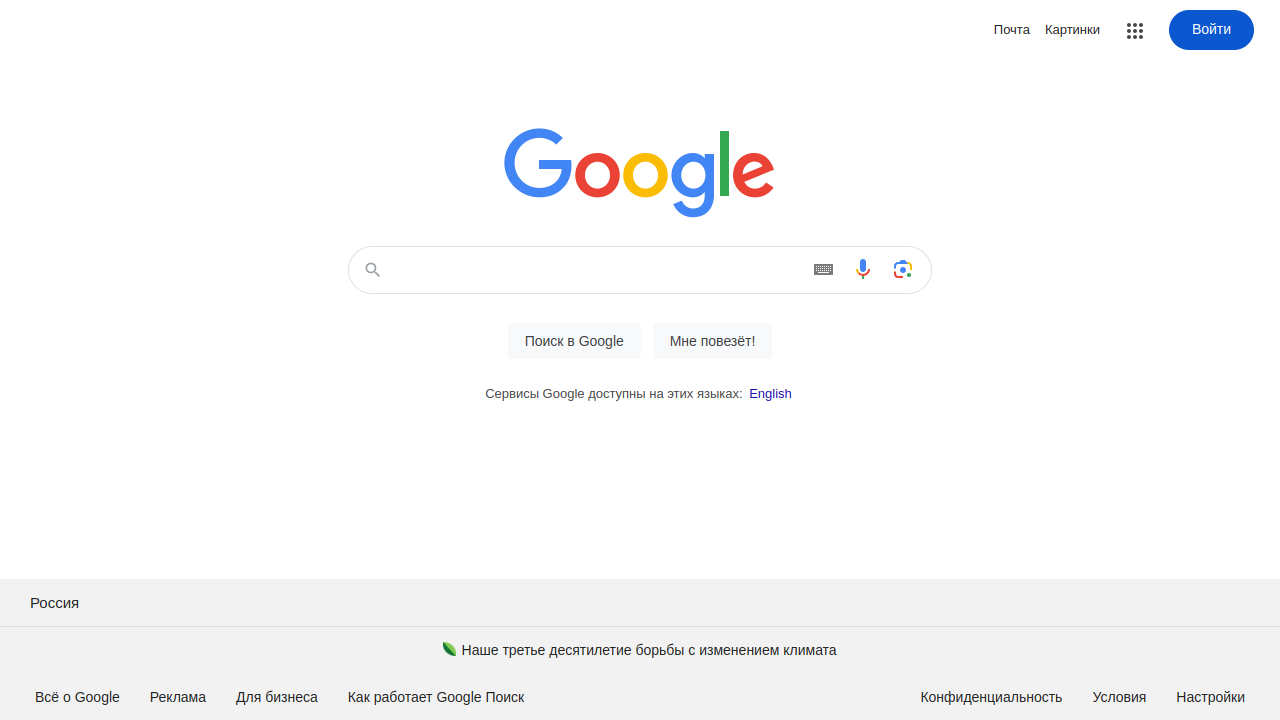 Почта Картинки Войти
Google
Поиск в Google Мне повезёт!
Сервисы Google доступны на этих языках: English
Россия
Наше третье десятилетие борьбы с изменением климата
Всё о Google Реклама Для бизнеса Как работает Google Поиск Конфиденциальность Условия Настройки